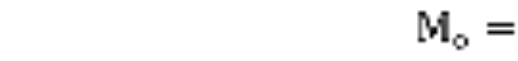 Mₒ =